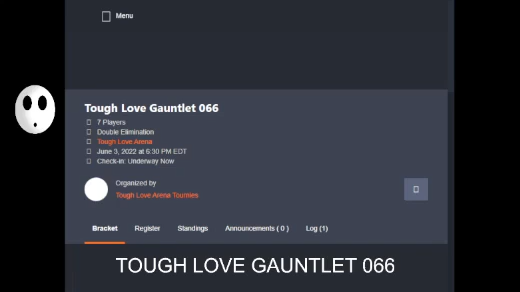 Menu
Tough Love Gauntlet 066
7 Players
Double Elimination
Tough Love Arena
June 3, 2022 at 6:30 PM EDT
Check-in: Underway Now
Organized by
Tough Love Arena Tournies
Bracket Register Standings Announcements ( 0 ) Log (1)
TOUGH LOVE GAUNTLET 066